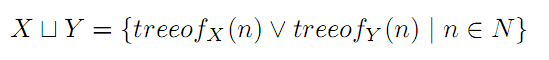 X ⊔ Y = {treeof_X(n) ∨ treeof_Y(n) | n ∈ N}